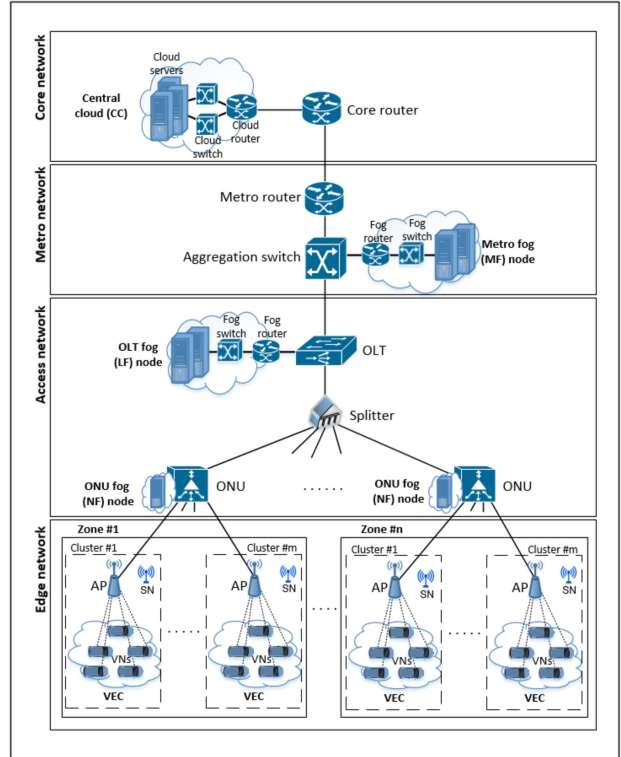 Core network
Cloud
servers
Central
cloud (CC)
Cloud
switch
Cloud
router
Core router
Metro network
Metro router
Fog
router
Fog
switch
Aggregation switch
Metro fog
(MF) node
Access network
OLT fog
(LF) node
Fog
switch
Fog
router
OLT
Splitter
ONU fog
(NF) node
ONU
......
ONU fog
(NF) node
ONU
Edge network
Zone #1
Cluster #1
AP
SN
VNs
VEC
.....
Cluster #m
AP
SN
VNs
VEC
.....
Zone #n
Cluster #1
AP
SN
VNs
VEC
.....
Cluster #m
AP
SN
VNs
VEC